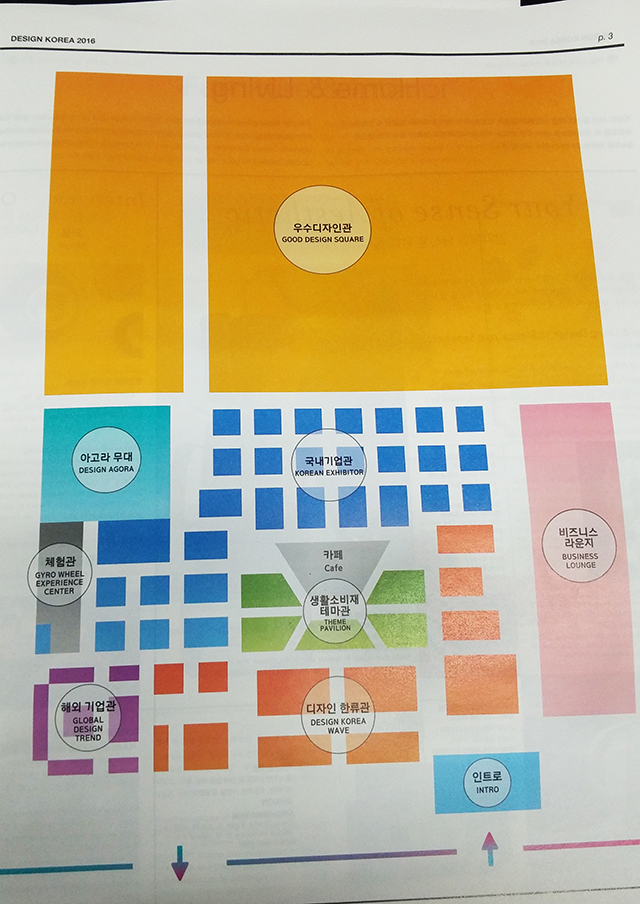 DESIGN KOREA 2016
p. 3
우수디자인관
GOOD DESIGN SQUARE
아고라 무대
DESIGN AGORA
국내기업관
KOREAN EXHIBITOR
비즈니스
라운지
BUSINESS
LOUNGE
체험관
GYRO WHEEL
EXPERIENCE
CENTER
카페
Cafe
생활소비재
테마관
THEME
PAVILION
해외 기업관
GLOBAL
DESIGN
TREND
디자인 한류관
DESIGN KOREA
WAVE
인트로
INTRO